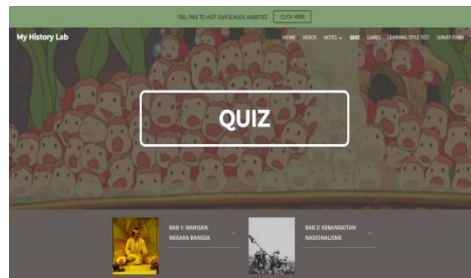 FEEL FREE TO VISIT OUR SCHOOL WEBSITES CLICK HERE
My History Lab HOME VIDEOS NOTES QUIZ GAMES LEARNING STYLE TEST SURVEY FORM
QUIZ
BAB 1: WARISAN
NEGARA BANGSA
BAB 2: KEBANGKITAN
NASIONALISME